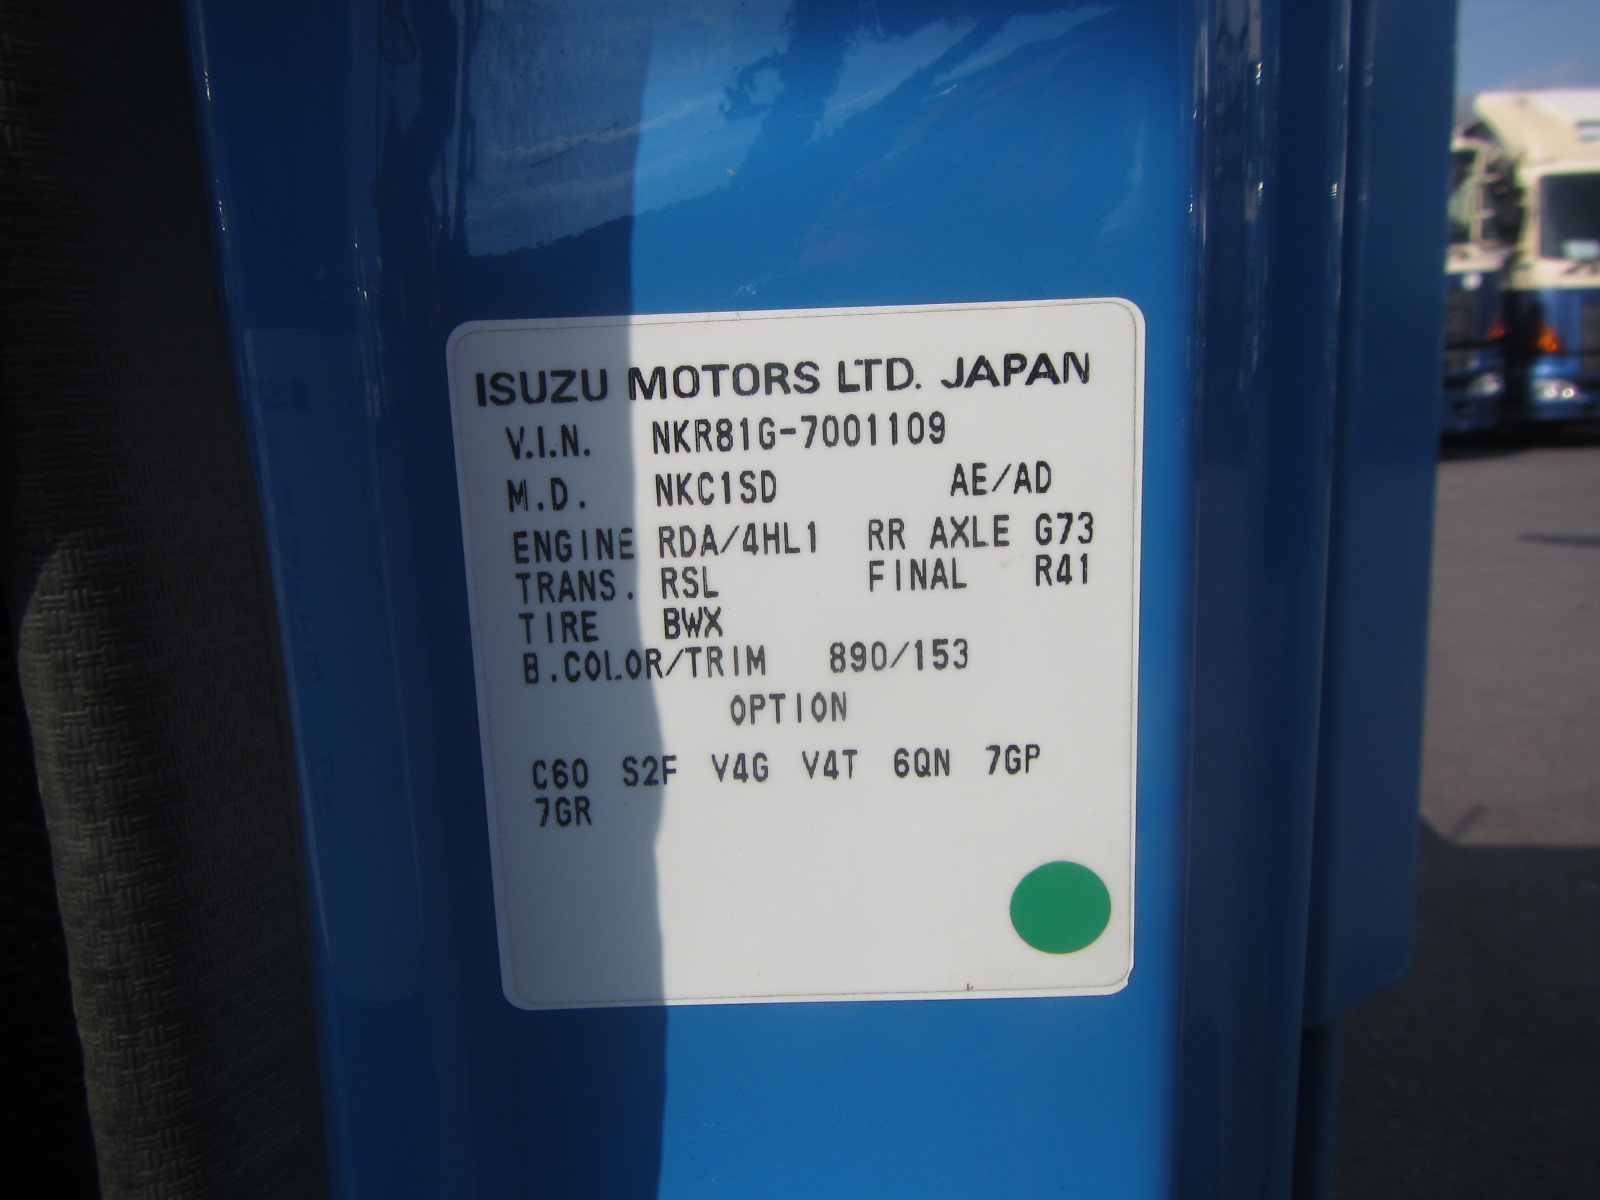 ISUZU MOTORS LTD. JAPAN
V.I.N. NKR81G-7001109
M.D. NKC1SD AE/AD
ENGINE RDA/4HL1 RR AXLE G73
TRANS. RSL FINAL R41
TIRE BWX
B.COLOR/TRIM 890/153
OPTION
C60 S2F V4G V4T 6QN 7GP
7GR